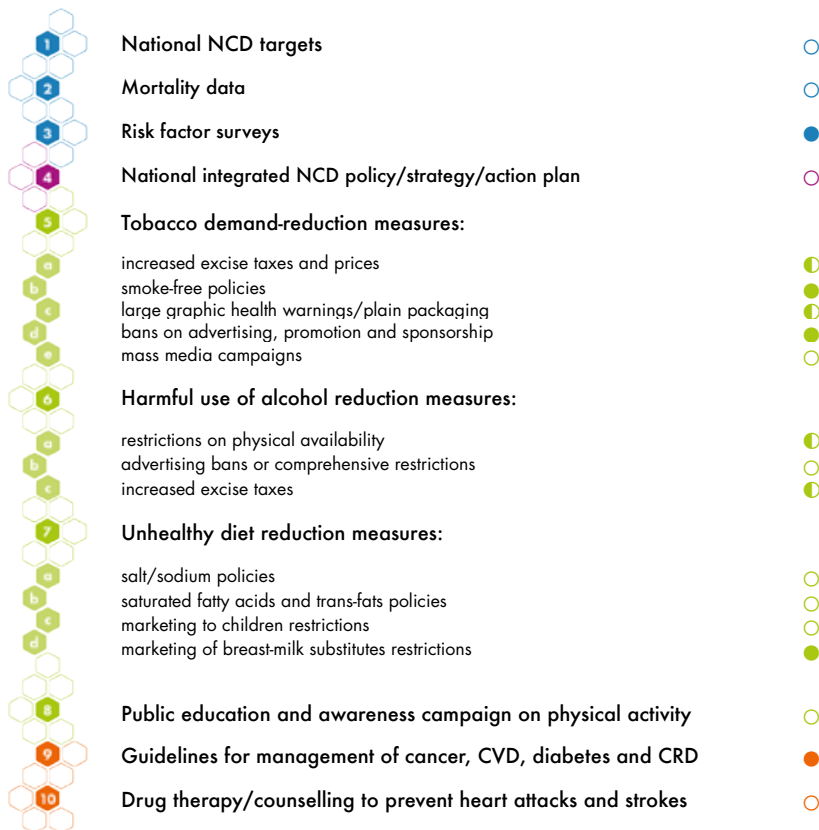 1 National NCD targets
2 Mortality data
3 Risk factor surveys
4 National integrated NCD policy/strategy/action plan
5 Tobacco demand-reduction measures:
a increased excise taxes and prices
b smoke-free policies
c large graphic health warnings/plain packaging
d bans on advertising, promotion and sponsorship
e mass media campaigns
6 Harmful use of alcohol reduction measures:
a restrictions on physical availability
b advertising bans or comprehensive restrictions
c increased excise taxes
7 Unhealthy diet reduction measures:
a salt/sodium policies
b saturated fatty acids and trans-fats policies
c marketing to children restrictions
d marketing of breast-milk substitutes restrictions
8 Public education and awareness campaign on physical activity
9 Guidelines for management of cancer, CVD, diabetes and CRD
10 Drug therapy/counselling to prevent heart attacks and strokes